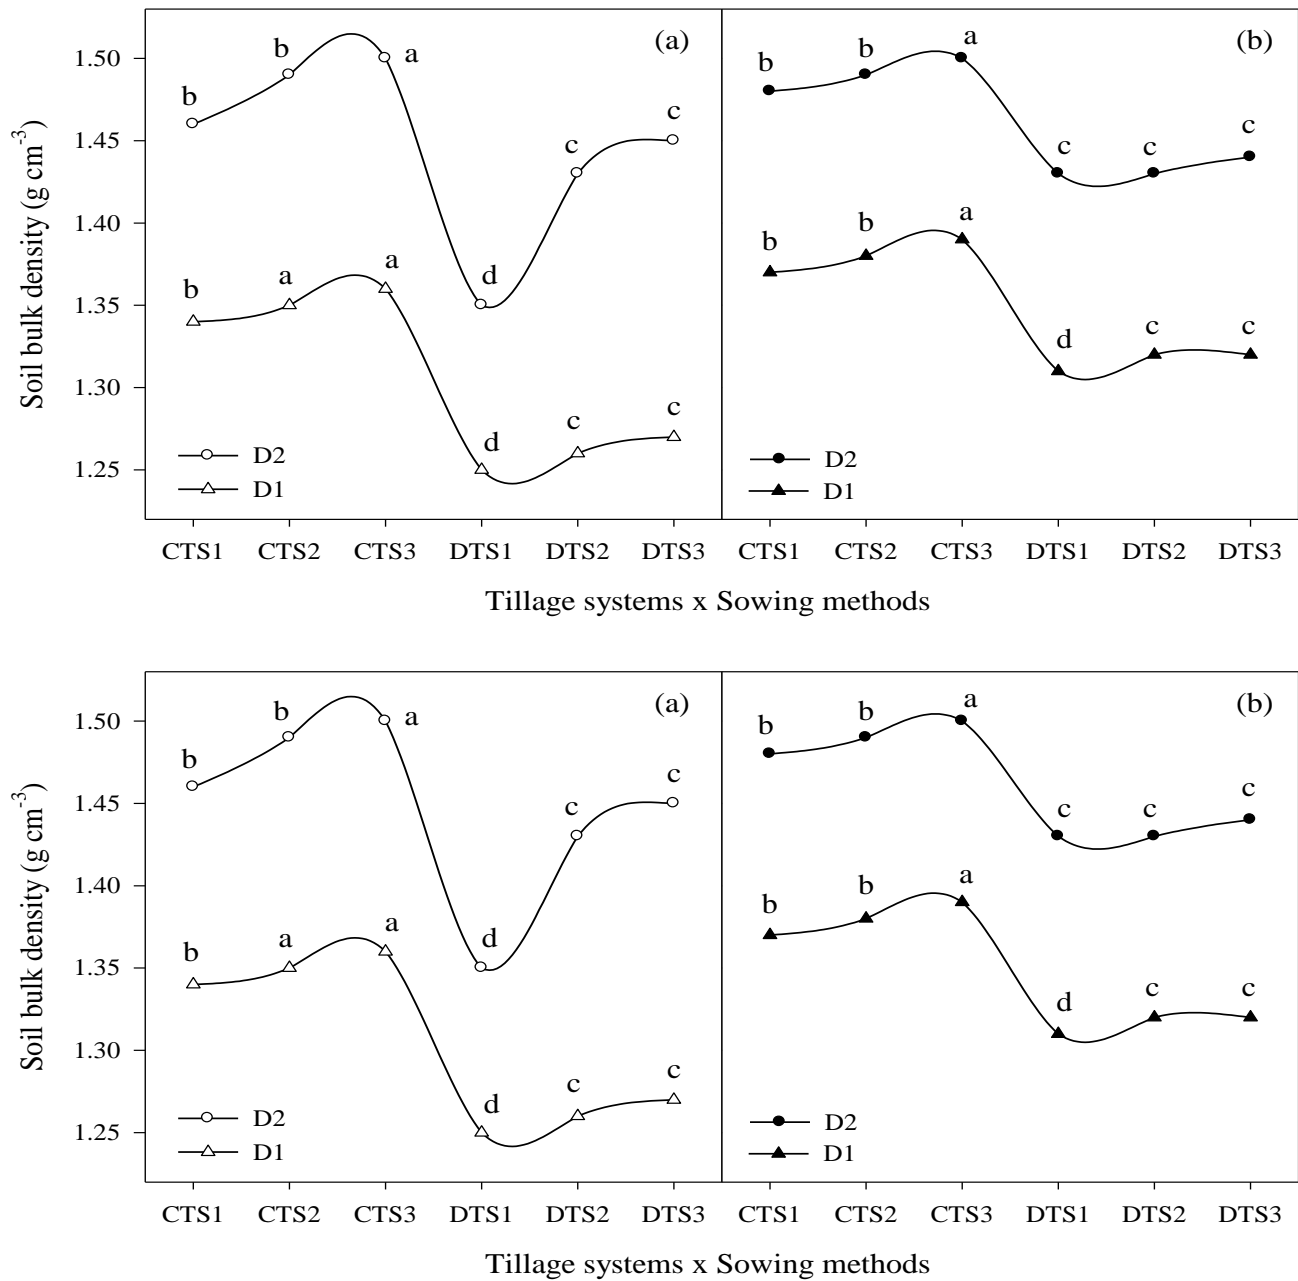 (a) (b)
1.50
1.45
1.40
1.35
1.30
1.25
Soil bulk density (g cm-3)
b b a d c c
b a a d c c
b b a c c c
b b a d c c
D2
D1
D2
D1
CTS1 CTS2 CTS3 DTS1 DTS2 DTS3 CTS1 CTS2 CTS3 DTS1 DTS2 DTS3
Tillage systems x Sowing methods
(a) (b)
1.50
1.45
1.40
1.35
1.30
1.25
Soil bulk density (g cm-3)
b b a d c c
b a a d c c
b b a c c c
b b a d c c
D2
D1
D2
D1
CTS1 CTS2 CTS3 DTS1 DTS2 DTS3 CTS1 CTS2 CTS3 DTS1 DTS2 DTS3
Tillage systems x Sowing methods